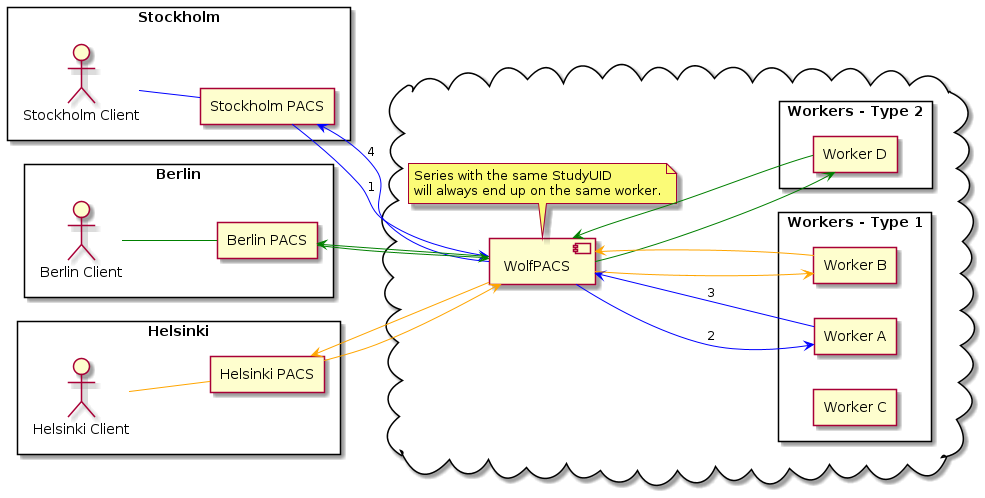 Stockholm
Stockholm Client
Stockholm PACS
Berlin
Berlin Client
Berlin PACS
Helsinki
Helsinki Client
Helsinki PACS
4
1
Series with the same StudyUID
will always end up on the same worker.
WolfPACS
3
2
Workers - Type 2
Worker D
Workers - Type 1
Worker B
Worker A
Worker C